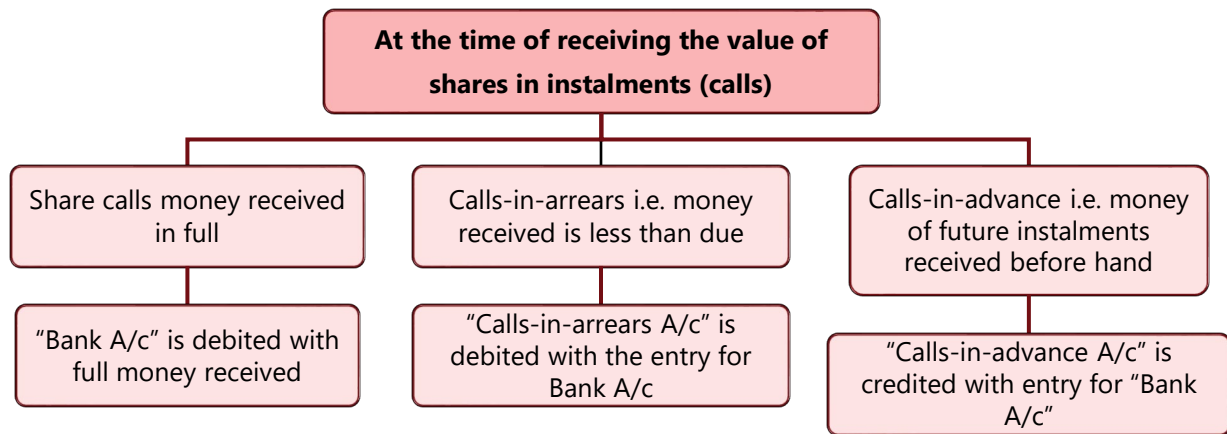 At the time of receiving the value of
shares in instalments (calls)
Share calls money received
in full
Calls-in-arrears i.e. money
received is less than due
Calls-in-advance i.e. money
of future instalments
received before hand
“Bank A/c” is debited with
full money received
“Calls-in-arrears A/c” is
debited with the entry for
Bank A/c
“Calls-in-advance A/c” is
credited with entry for “Bank
A/c”